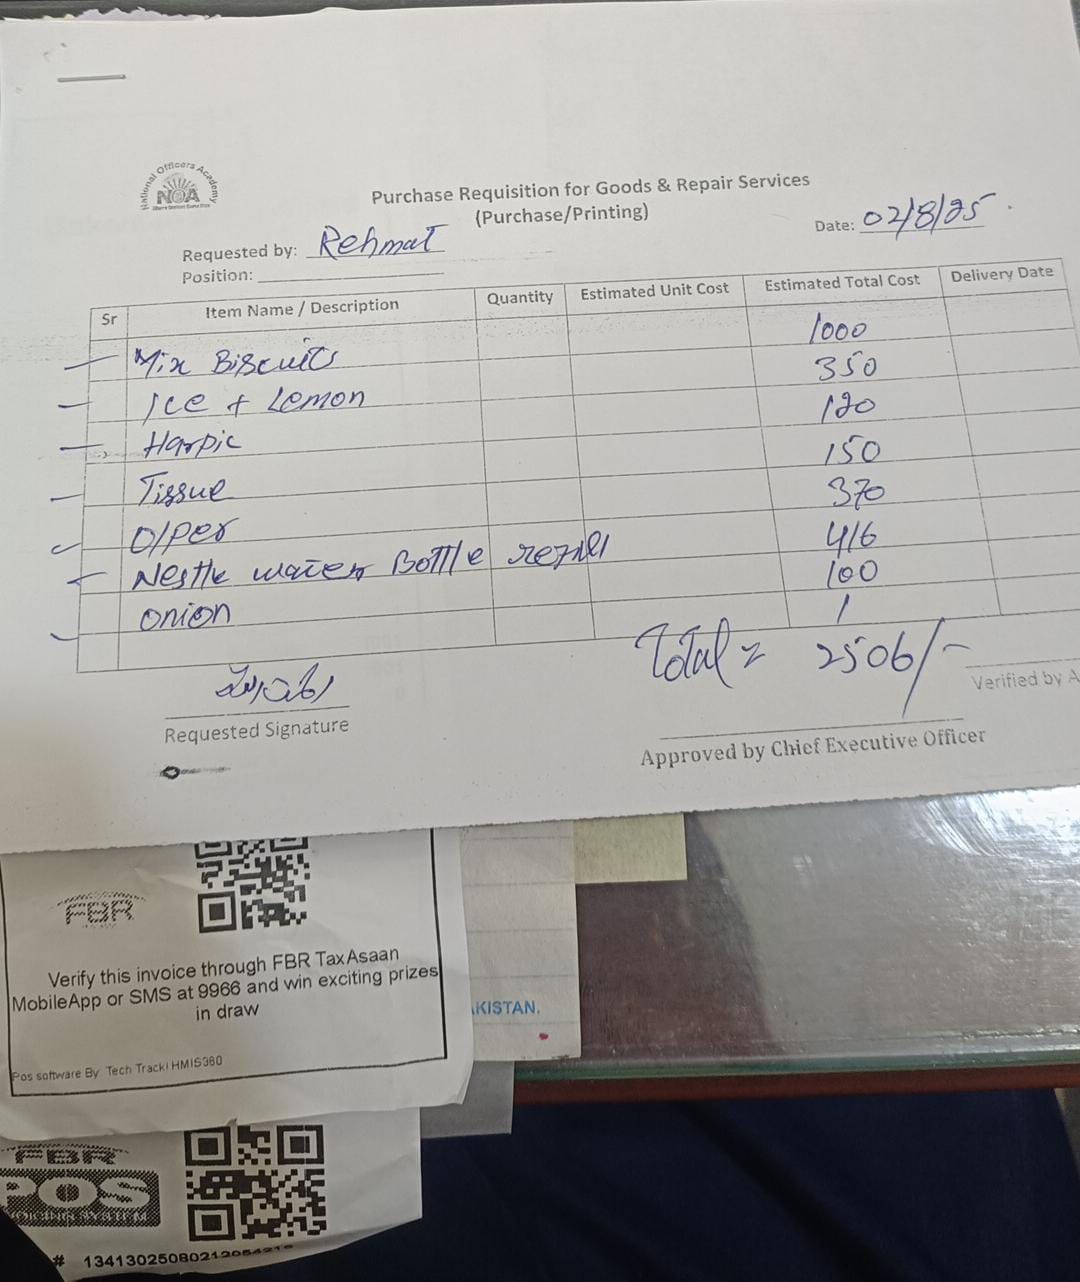 National Officers Academy
NOA
Purchase Requisition for Goods & Repair Services
(Purchase/Printing)
Date: 02/8/25
Requested by: Rehmat
Position:
Sr Item Name / Description Quantity Estimated Unit Cost Estimated Total Cost Delivery Date
Mix Biscuits 1000
Ice + Lemon 350
Harpic 120
Tissue 150
Olper 370
Nestle water Bottle refill 416
Onion 100
Total = 2506/-
Requested Signature
Verified by A
Approved by Chief Executive Officer
FBR
Verify this invoice through FBR TaxAsaan
MobileApp or SMS at 9966 and win exciting prizes
in draw
KISTAN.
Pos software By Tech Track HMIS360
FBR
POS